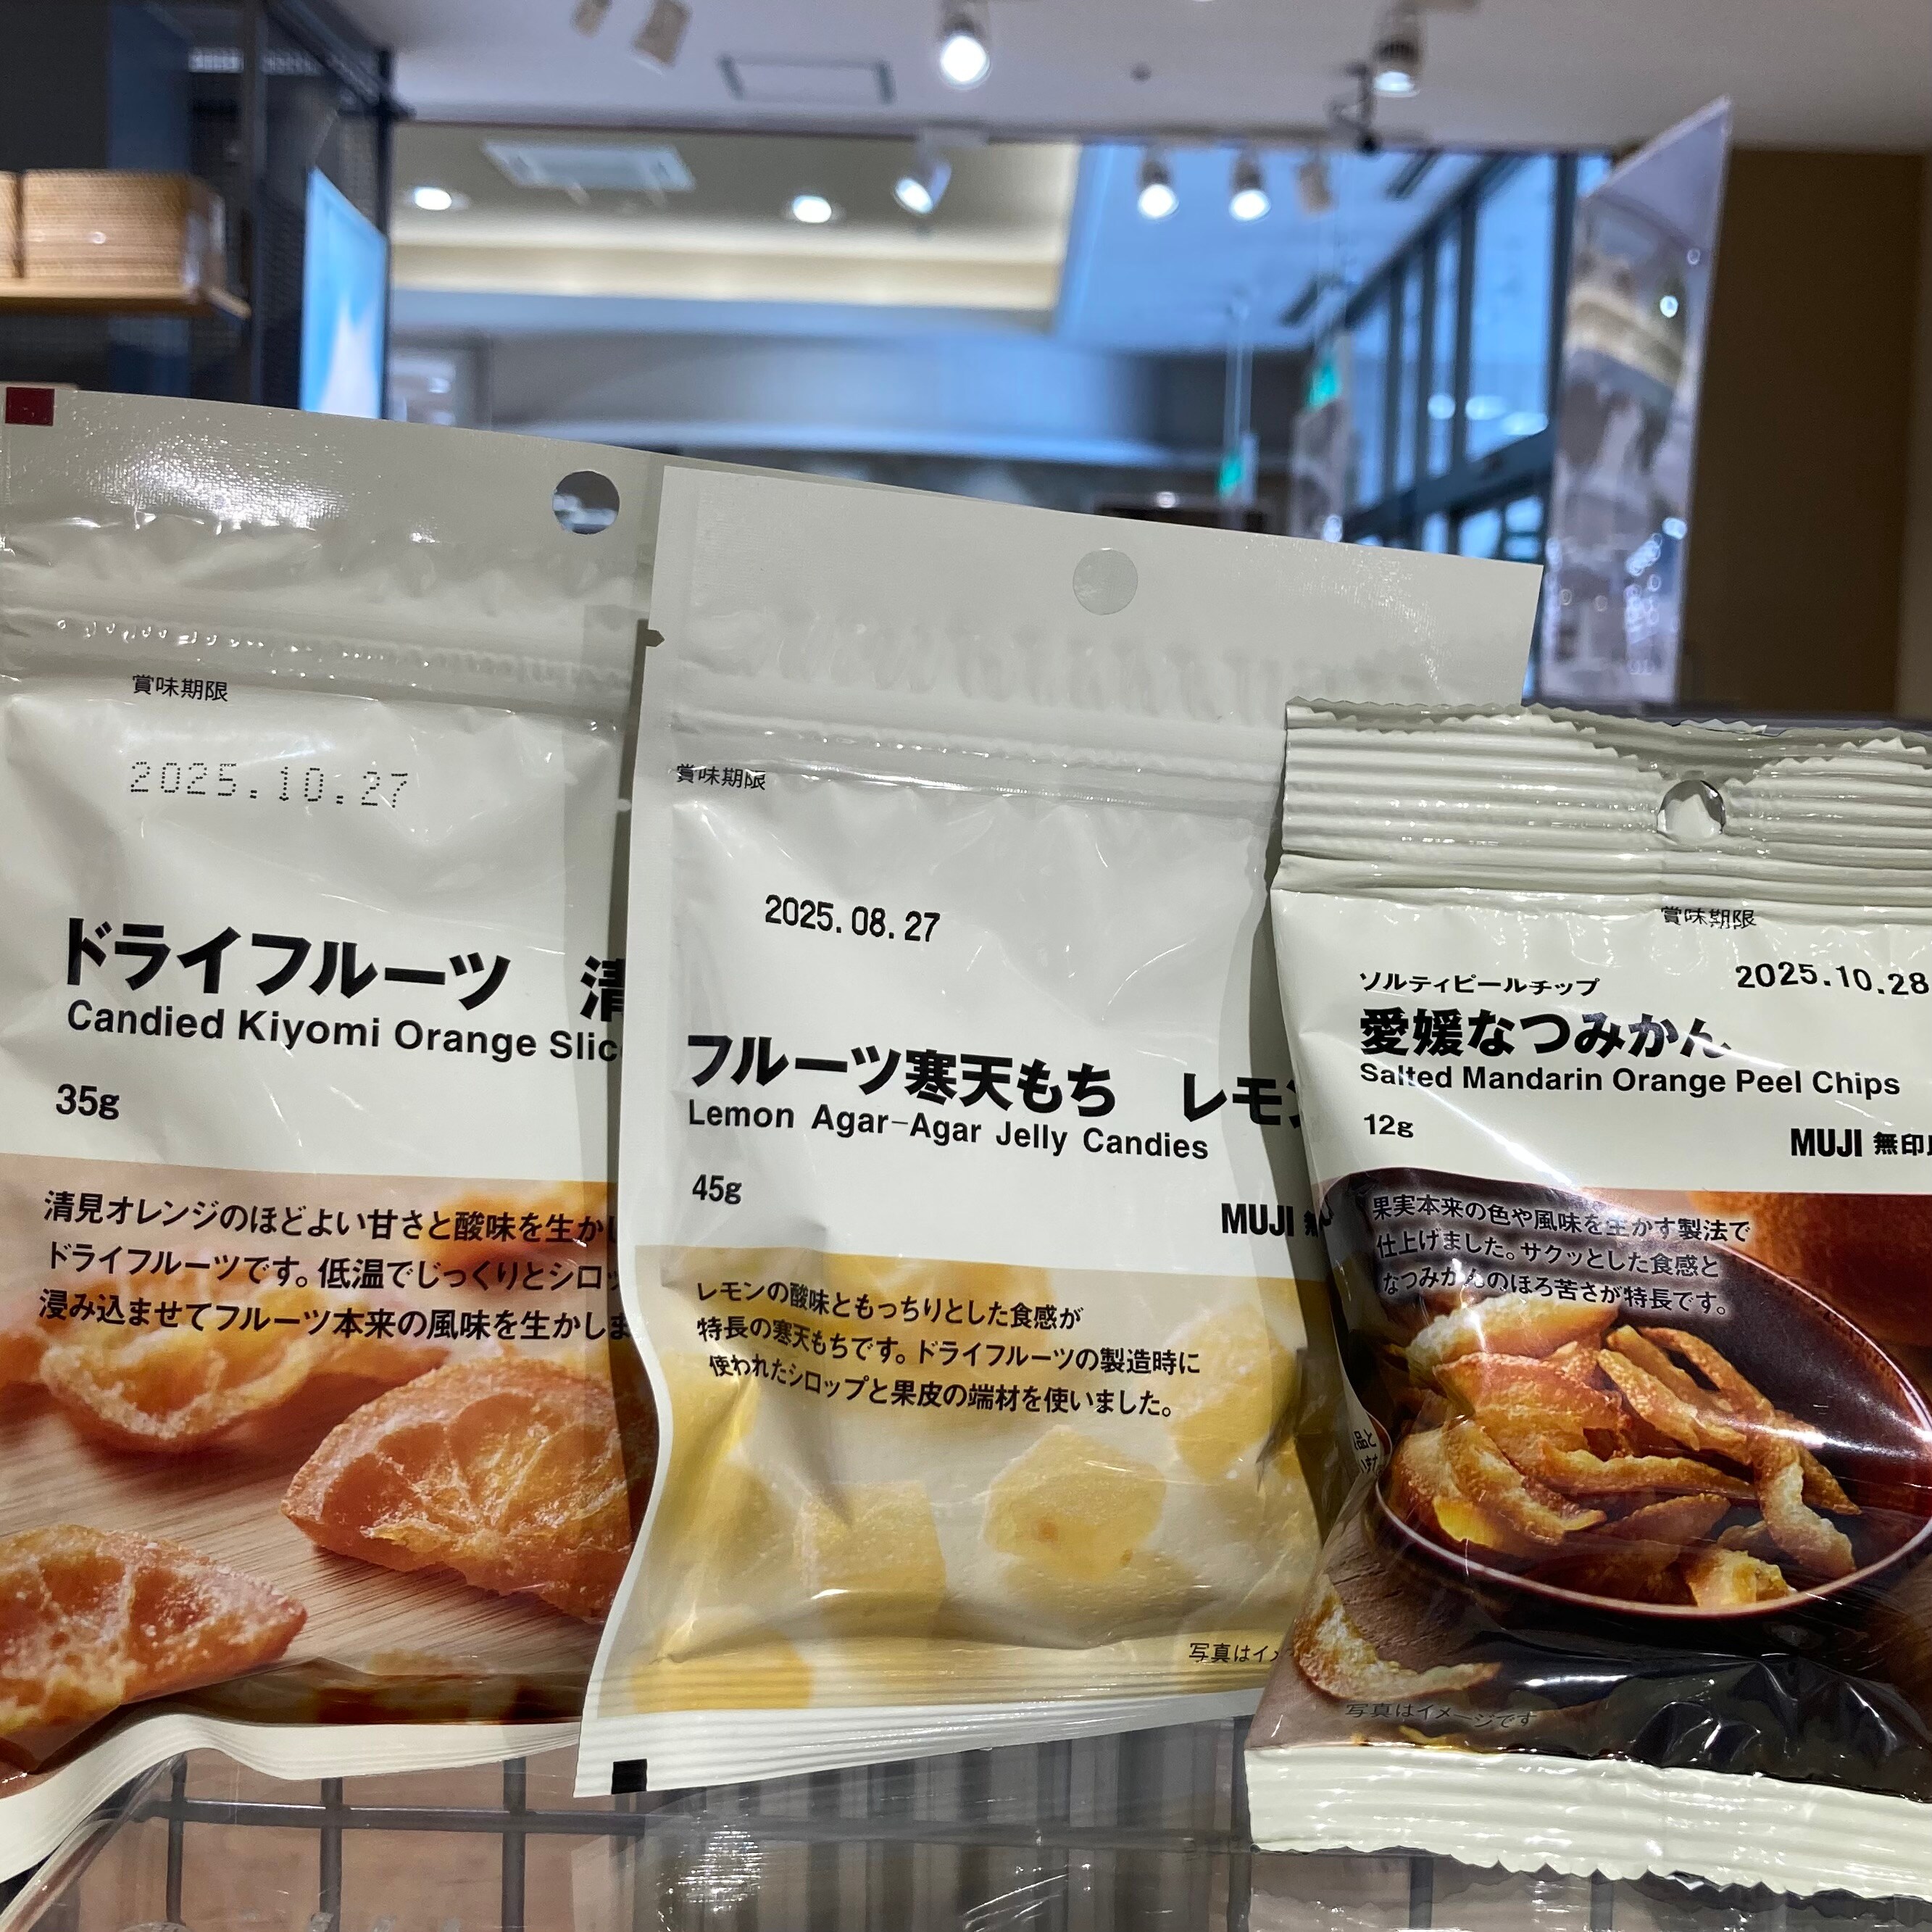 賞味期限
2025.10.27
ドライフルーツ 清
Candied Kiyomi Orange Slic
35g
清見オレンジのほどよい甘さと酸味を生かし
ドライフルーツです。低温でじっくりとシロッ
浸み込ませてフルーツ本来の風味を生かしま
賞味期限
2025.08.27
フルーツ寒天もち レモン
Lemon Agar-Agar Jelly Candies
45g
MUJI 無
レモンの酸味ともっちりとした食感が
特長の寒天もちです。ドライフルーツの製造時に
使われたシロップと果皮の端材を使いました。
写真はイメ
賞味期限
2025.10.28
ソルティピールチップ
愛媛なつみかん
Salted Mandarin Orange Peel Chips
12g
MUJI 無印
果実本来の色や風味を生かす製法で
仕上げました。サクッとした食感と
なつみかんのほろ苦さが特長です。
写真はイメージです